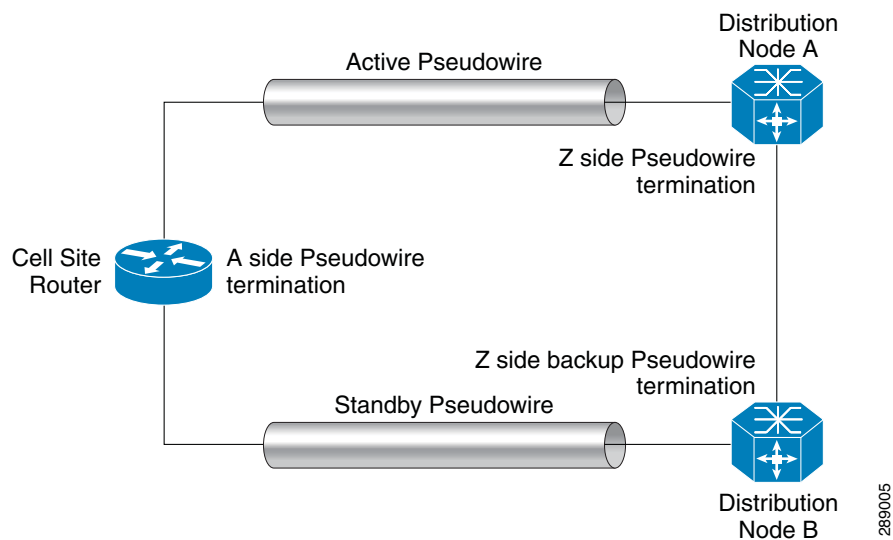 Distribution
Node A
Active Pseudowire
Z side Pseudowire
termination
Cell Site
Router
A side Pseudowire
termination
Z side backup Pseudowire
termination
Standby Pseudowire
Distribution
Node B
289005